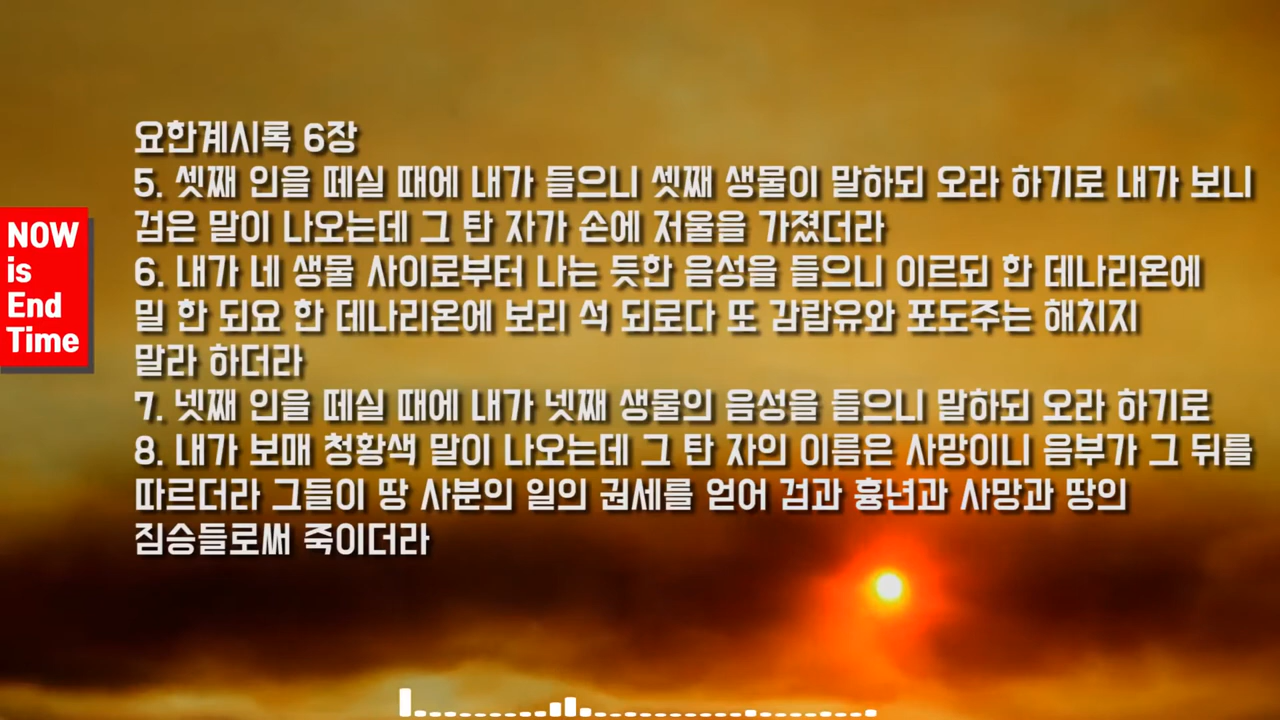 요한계시록 6장
5. 셋째 인을 떼실 때에 내가 들으니 셋째 생물이 말하되 오라 하기로 내가 보니
검은 말이 나오는데 그 탄 자가 손에 저울을 가졌더라
6. 내가 네 생물 사이로부터 나는 듯한 음성을 들으니 이르되 한 데나리온에
밀 한 되요 한 데나리온에 보리 석 되로다 또 감람유와 포도주는 해치지
말라 하더라
7. 넷째 인을 떼실 때에 내가 넷째 생물의 음성을 들으니 말하되 오라 하기로
8. 내가 보매 청황색 말이 나오는데 그 탄 자의 이름은 사망이니 음부가 그 뒤를
따르더라 그들이 땅 사분의 일의 권세를 얻어 검과 흉년과 사망과 땅의
짐승들로써 죽이더라
NOW
is
End
Time